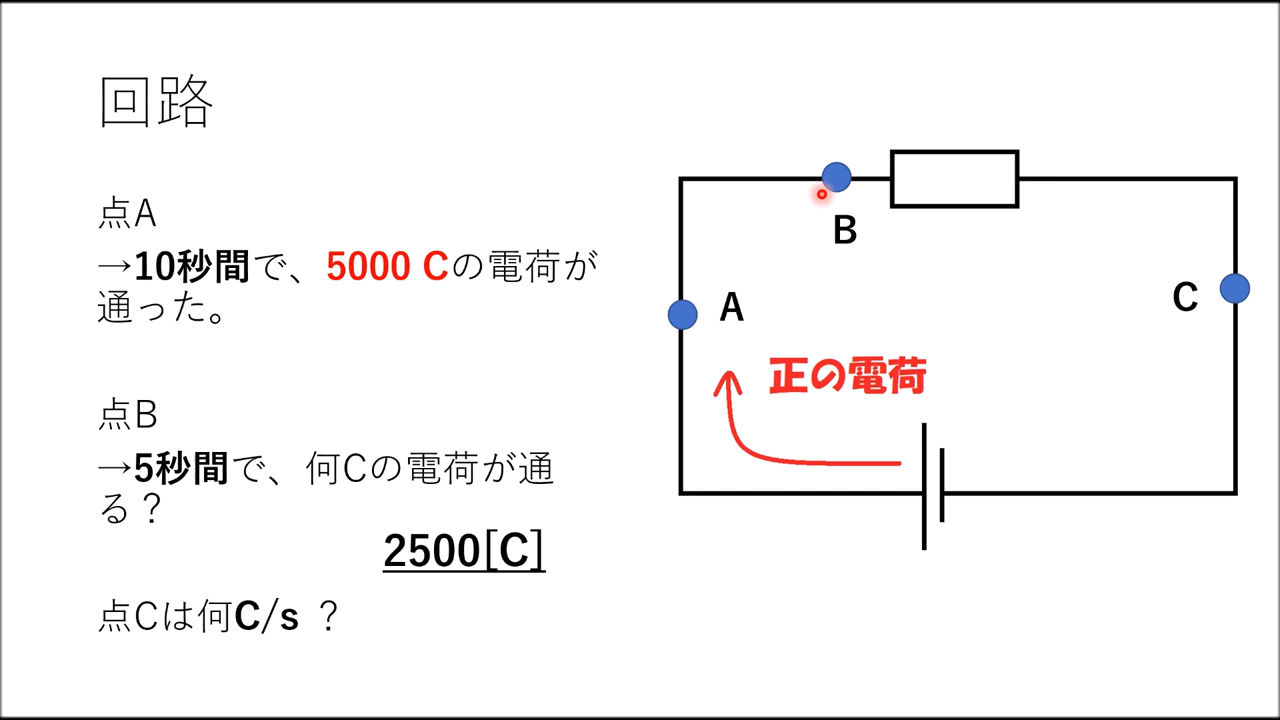 回路
点A
→10秒間で、5000 Cの電荷が
通った。
点B
→5秒間で、何Cの電荷が通
る？
2500[C]
点Cは何C/s ？
B
A
C
正の電荷